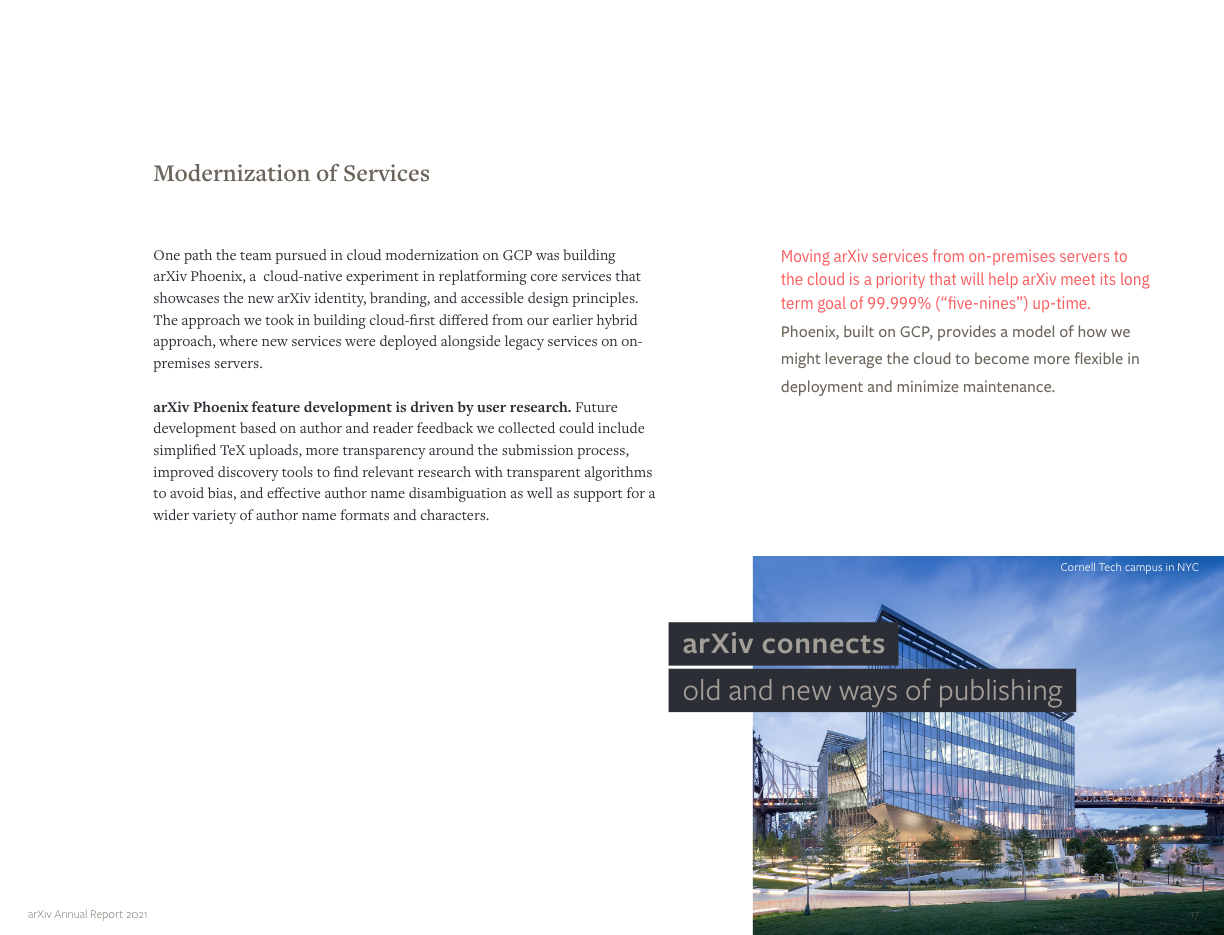 Modernization of Services
One path the team pursued in cloud modernization on GCP was building
arXiv Phoenix, a  cloud-native experiment in replatforming core services that
showcases the new arXiv identity, branding, and accessible design principles.
The approach we took in building cloud-first differed from our earlier hybrid
approach, where new services were deployed alongside legacy services on on-
premises servers.
arXiv Phoenix feature development is driven by user research. Future
development based on author and reader feedback we collected could include
simplified TeX uploads, more transparency around the submission process,
improved discovery tools to find relevant research with transparent algorithms
to avoid bias, and effective author name disambiguation as well as support for a
wider variety of author name formats and characters.
Moving arXiv services from on-premises servers to
the cloud is a priority that will help arXiv meet its long
term goal of 99.999% (“five-nines”) up-time.
Phoenix, built on GCP, provides a model of how we
might leverage the cloud to become more flexible in
deployment and minimize maintenance.
Cornell Tech campus in NYC
arXiv connects
old and new ways of publishing
arXiv Annual Report 2021
17